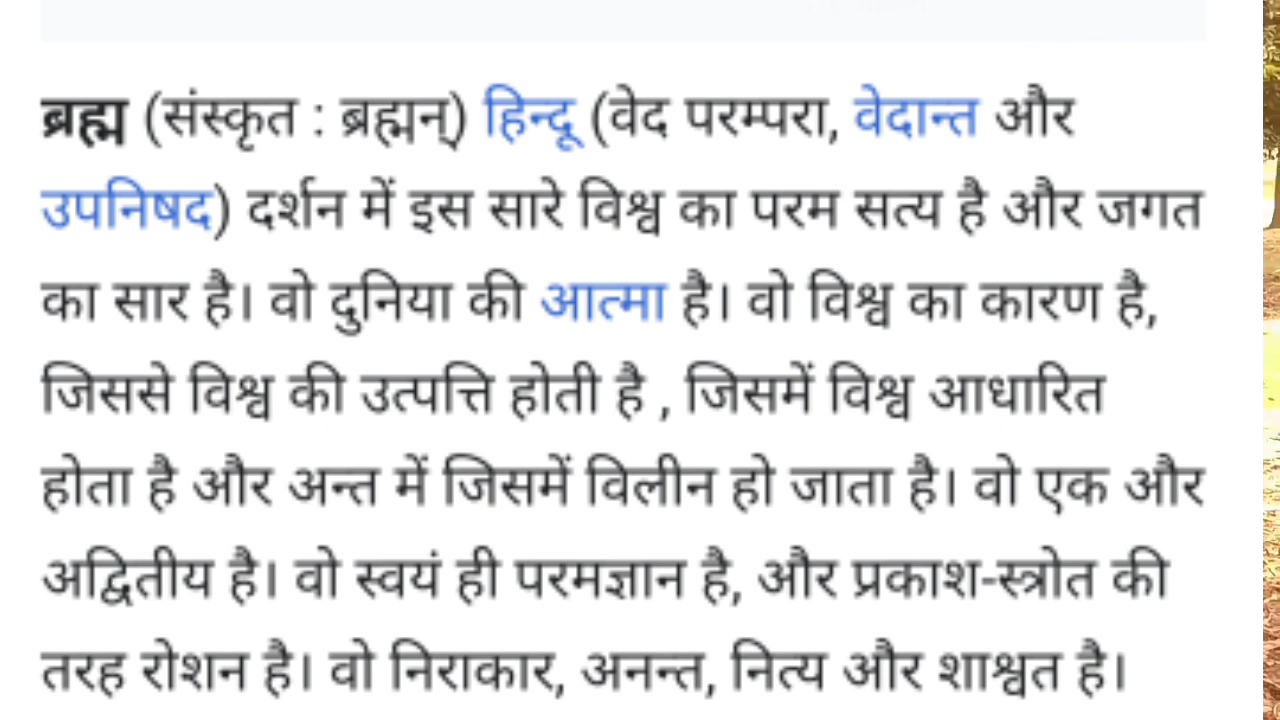 ब्रह्म (संस्कृत : ब्रह्मन्) हिन्दू (वेद परम्परा, वेदान्त और
उपनिषद) दर्शन में इस सारे विश्व का परम सत्य है और जगत
का सार है। वो दुनिया की आत्मा है। वो विश्व का कारण है,
जिससे विश्व की उत्पत्ति होती है , जिसमें विश्व आधारित
होता है और अन्त में जिसमें विलीन हो जाता है। वो एक और
अद्वितीय है। वो स्वयं ही परमज्ञान है, और प्रकाश-स्त्रोत की
तरह रोशन है। वो निराकार, अनन्त, नित्य और शाश्वत है।